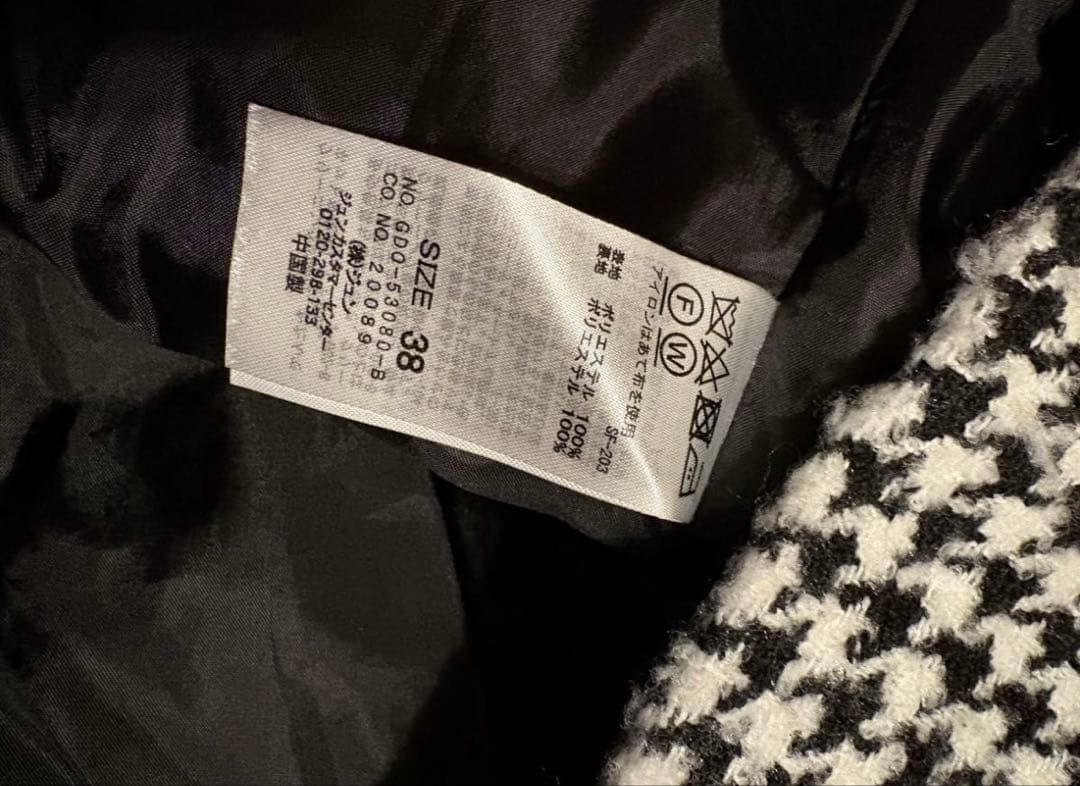 F W
アイロンはあて布を使用
SF-203
表地 ポリエステル 100%
裏地 ポリエステル 100%
SIZE 38
NO. GDO-53080-B
CO. NO. 20089
(株)ジュン
ジュンカスタマーセンター
0120-298-133
中国製